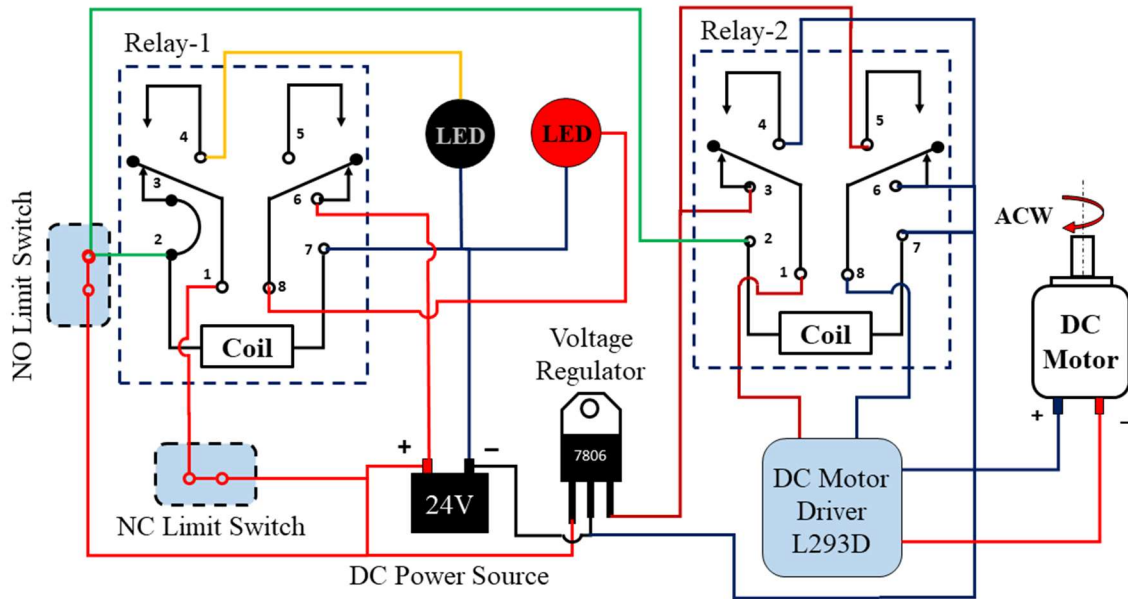 Relay-1
4
5
3
6
2
7
1
8
Coil
LED
LED
Relay-2
4
5
3
6
2
7
1
8
Coil
ACW
DC
Motor
+
−
NO Limit Switch
NC Limit Switch
Voltage
Regulator
7806
+
−
24V
DC Power Source
DC Motor
Driver
L293D